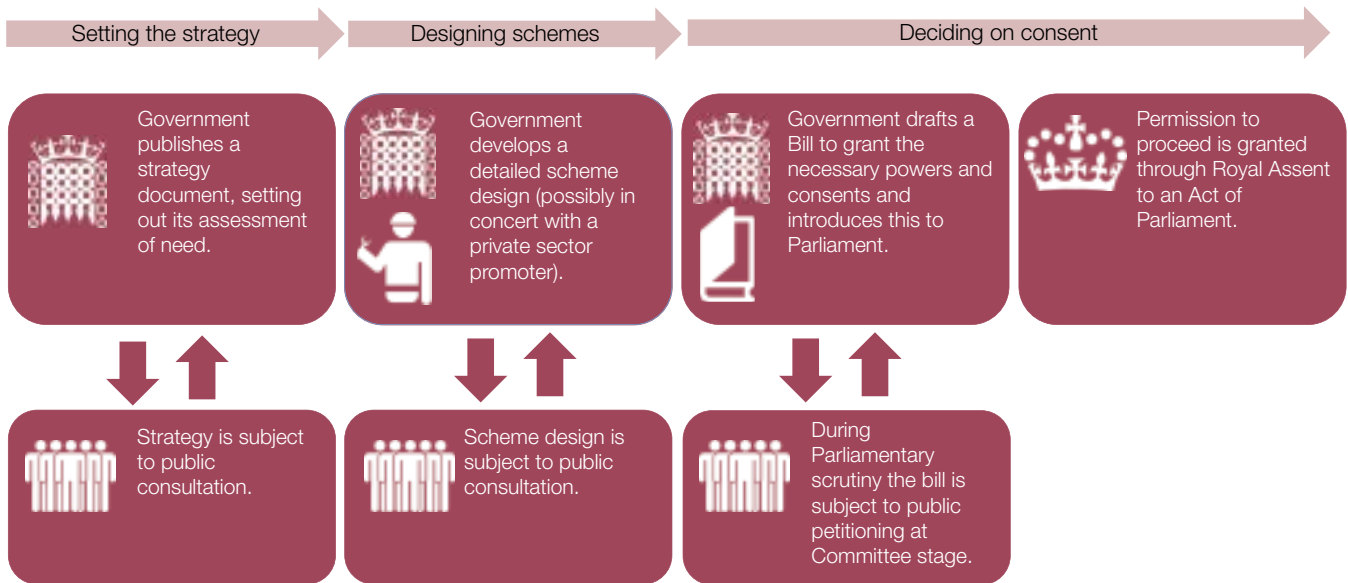 Setting the strategy
Designing schemes
Deciding on consent
Government
publishes a
strategy
document, setting
out its assessment
of need.
Government
develops a
detailed scheme
design (possibly in
concert with a
private sector
promoter).
Government drafts a
Bill to grant the
necessary powers and
consents and
introduces this to
Parliament.
Permission to
proceed is granted
through Royal Assent
to an Act of
Parliament.
Strategy is subject
to public
consultation.
Scheme design is
subject to public
consultation.
During
Parliamentary
scrutiny the bill is
subject to public
petitioning at
Committee stage.